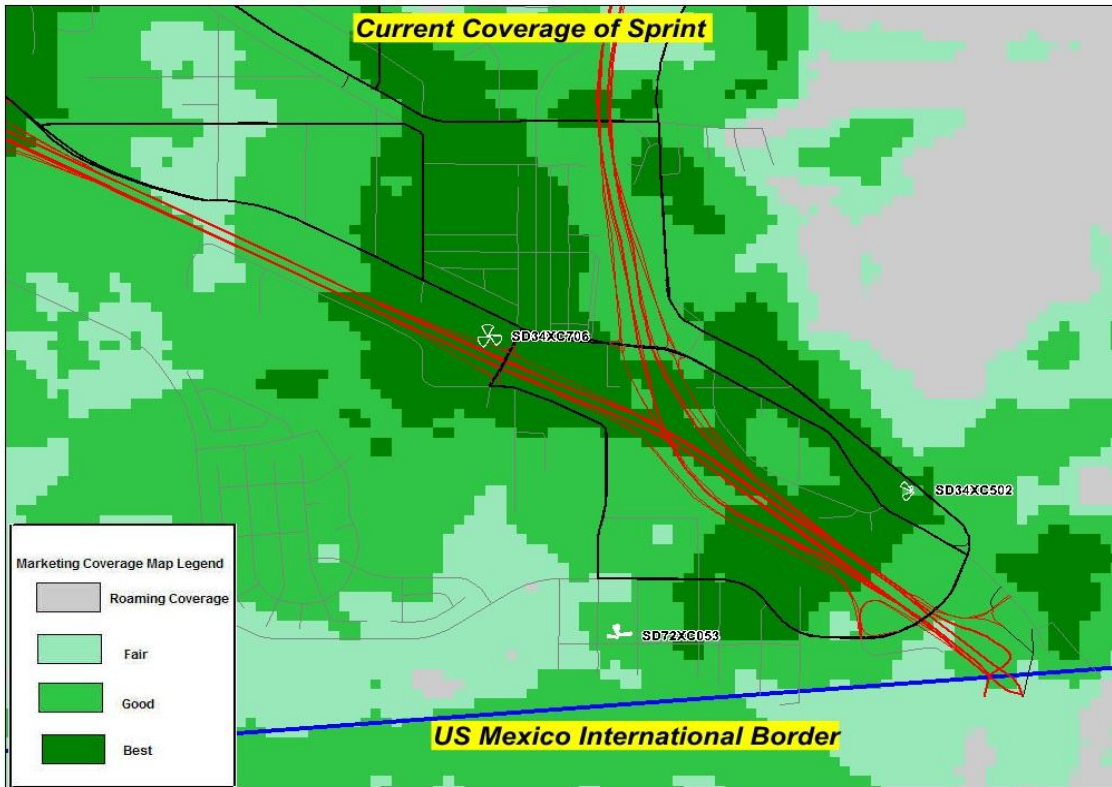 Current Coverage of Sprint
SD34XC706
SD34XC502
Marketing Coverage Map Legend
Roaming Coverage
Fair
SD72XC053
Good
US Mexico International Border
Best